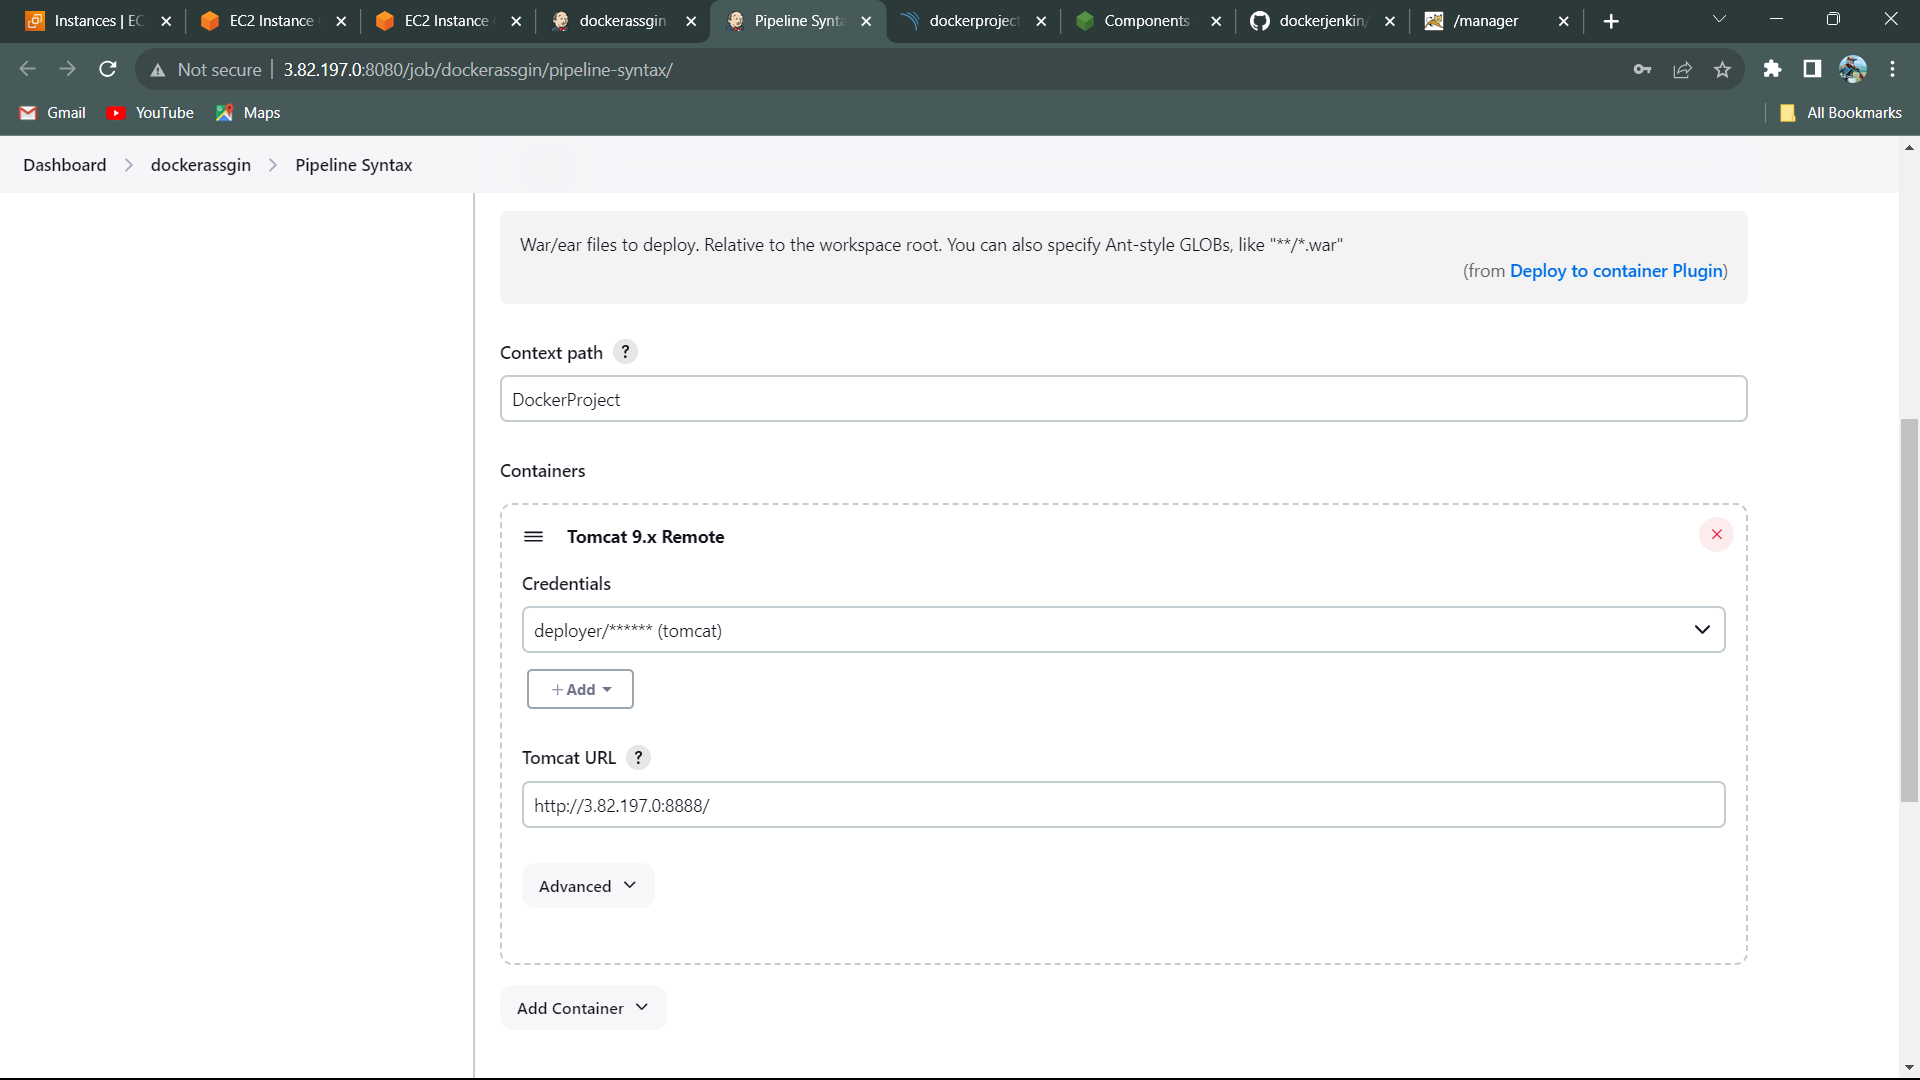 Instances | EC
EC2 Instance
EC2 Instance
dockerassgin
Pipeline Synta
dockerproject
Components
dockerjenkin/
/manager
Not secure
3.82.197.0:8080/job/dockerassgin/pipeline-syntax/
Gmail
YouTube
Maps
All Bookmarks
Dashboard
dockerassgin
Pipeline Syntax
War/ear files to deploy. Relative to the workspace root. You can also specify Ant-style GLOBs, like "**/*.war"
(from Deploy to container Plugin)
Context path ?
DockerProject
Containers
Tomcat 9.x Remote
Credentials
deployer/****** (tomcat)
+ Add
Tomcat URL ?
http://3.82.197.0:8888/
Advanced
Add Container